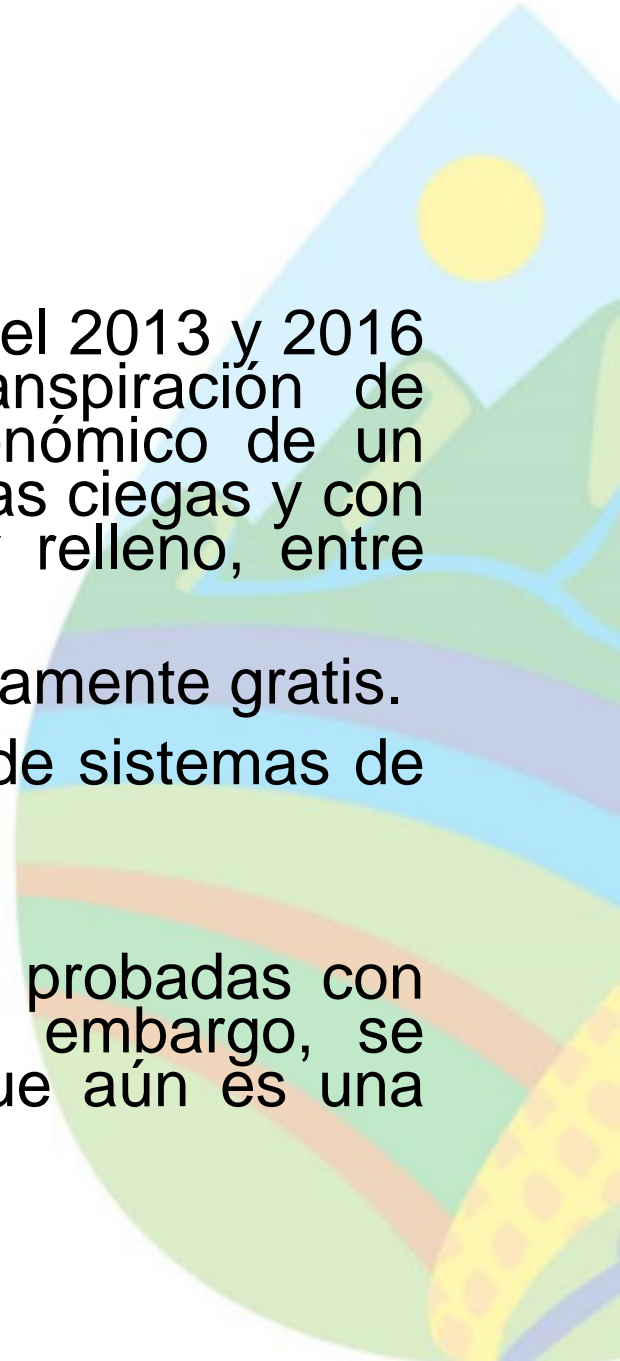 el 2013 y 2016
anspiración de
onómico de un
as ciegas y con
relleno, entre
amente gratis.
de sistemas de
probadas con
embargo, se
ue aún es una